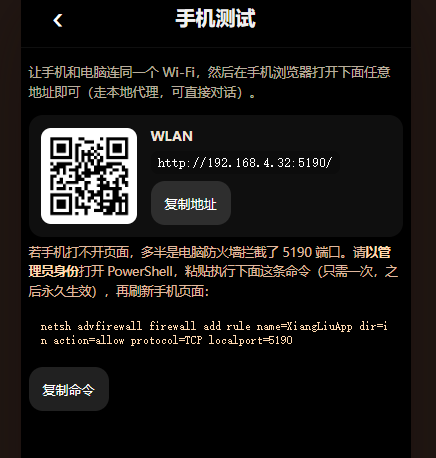 手机测试
让手机和电脑连同一个 Wi-Fi，然后在手机浏览器打开下面任意
地址即可（走本地代理，可直接对话）。
WLAN
http://192.168.4.32:5190/
复制地址
若手机打不开页面，多半是电脑防火墙拦截了 5190 端口。请以管
理员身份打开 PowerShell，粘贴执行下面这条命令（只需一次，之
后永久生效），再刷新手机页面：
netsh advfirewall firewall add rule name=XiangLiuApp dir=i
n action=allow protocol=TCP localport=5190
复制命令